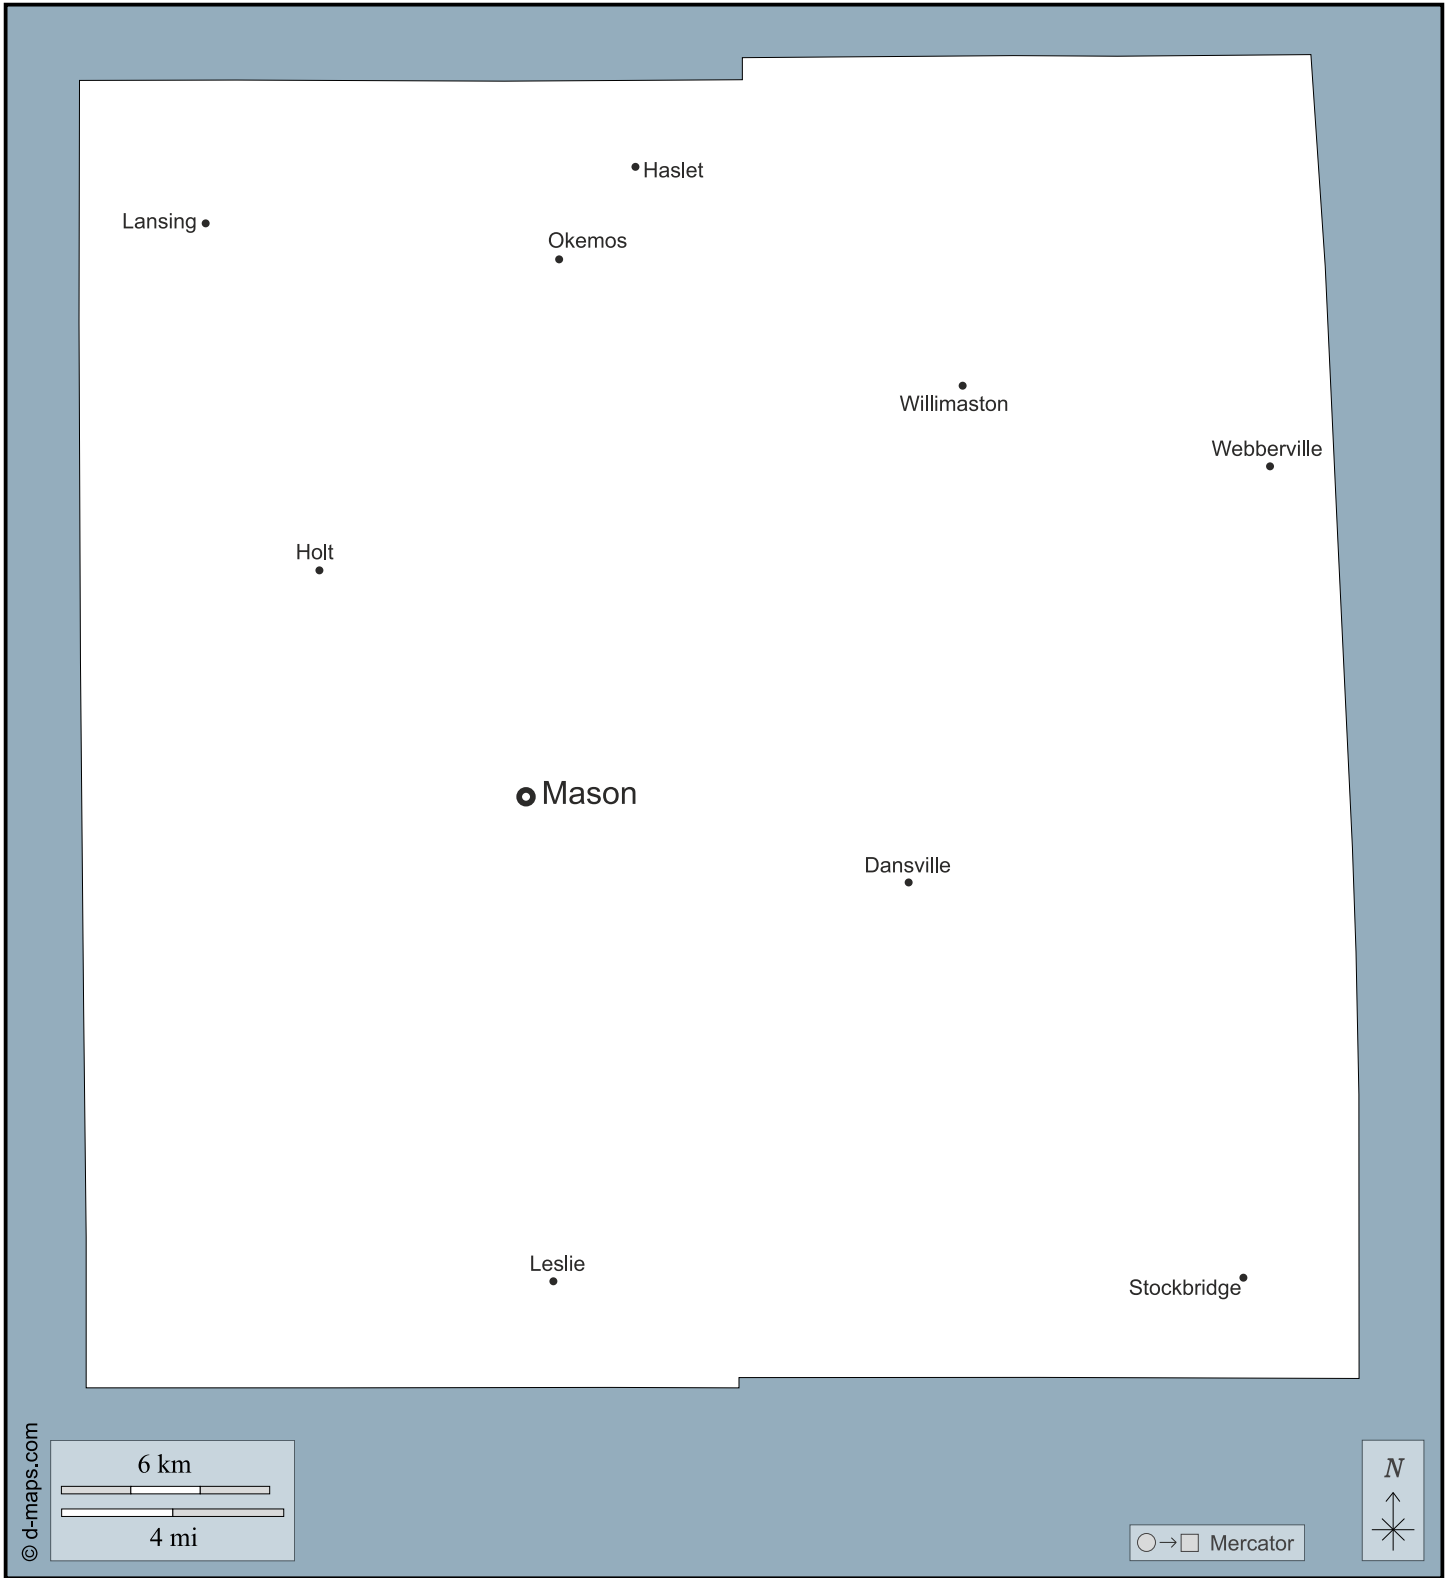 Haslet
Lansing
Okemos
Willimaston
Webberville
Holt
Mason
Dansville
Leslie
Stockbridge
© d-maps.com
6 km
4 mi
N
Mercator